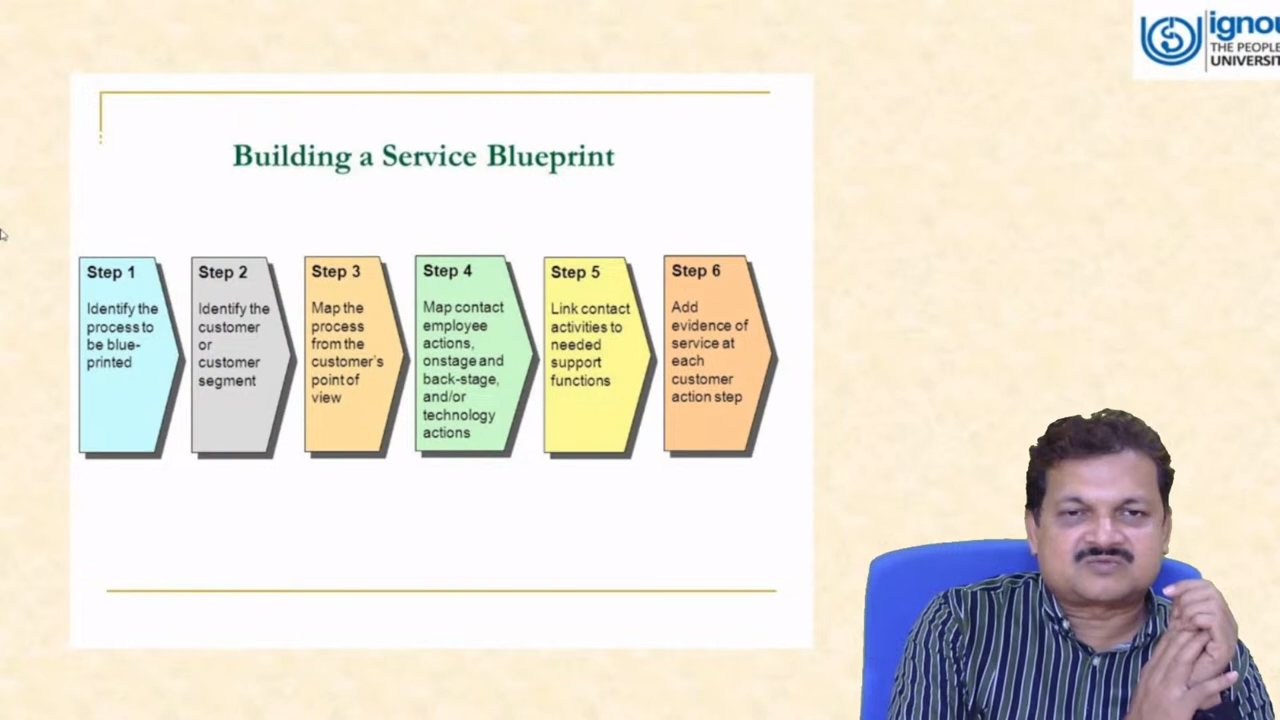 ignou
THE PEOPLE
UNIVERSIT
Building a Service Blueprint
Step 1
Identify the
process to
be blue-
printed
Step 2
Identify the
customer
or
customer
segment
Step 3
Map the
process
from the
customer's
point of
view
Step 4
Map contact
employee
actions,
onstage and
back-stage,
and/or
technology
actions
Step 5
Link contact
activities to
needed
support
functions
Step 6
Add
evidence of
service at
each
customer
action step